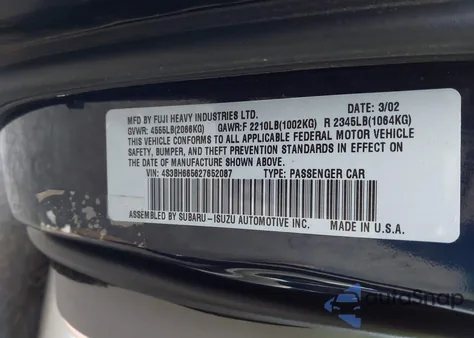 MFD BY FUJI HEAVY INDUSTRIES LTD. DATE: 3/02
GVWR: 4555LB(2066KG) GAWR:F 2210LB(1002KG) R 2345LB(1064KG)
THIS VEHICLE CONFORMS TO ALL APPLICABLE FEDERAL MOTOR VEHICLE
SAFETY, BUMPER, AND THEFT PREVENTION STANDARDS IN EFFECT ON
THE DATE OF MANUFACTURE SHOWN ABOVE.
VIN: 4S3BH665627652087 TYPE: PASSENGER CAR
ASSEMBLED BY SUBARU-ISUZU AUTOMOTIVE INC. MADE IN U.S.A.
autoSnap